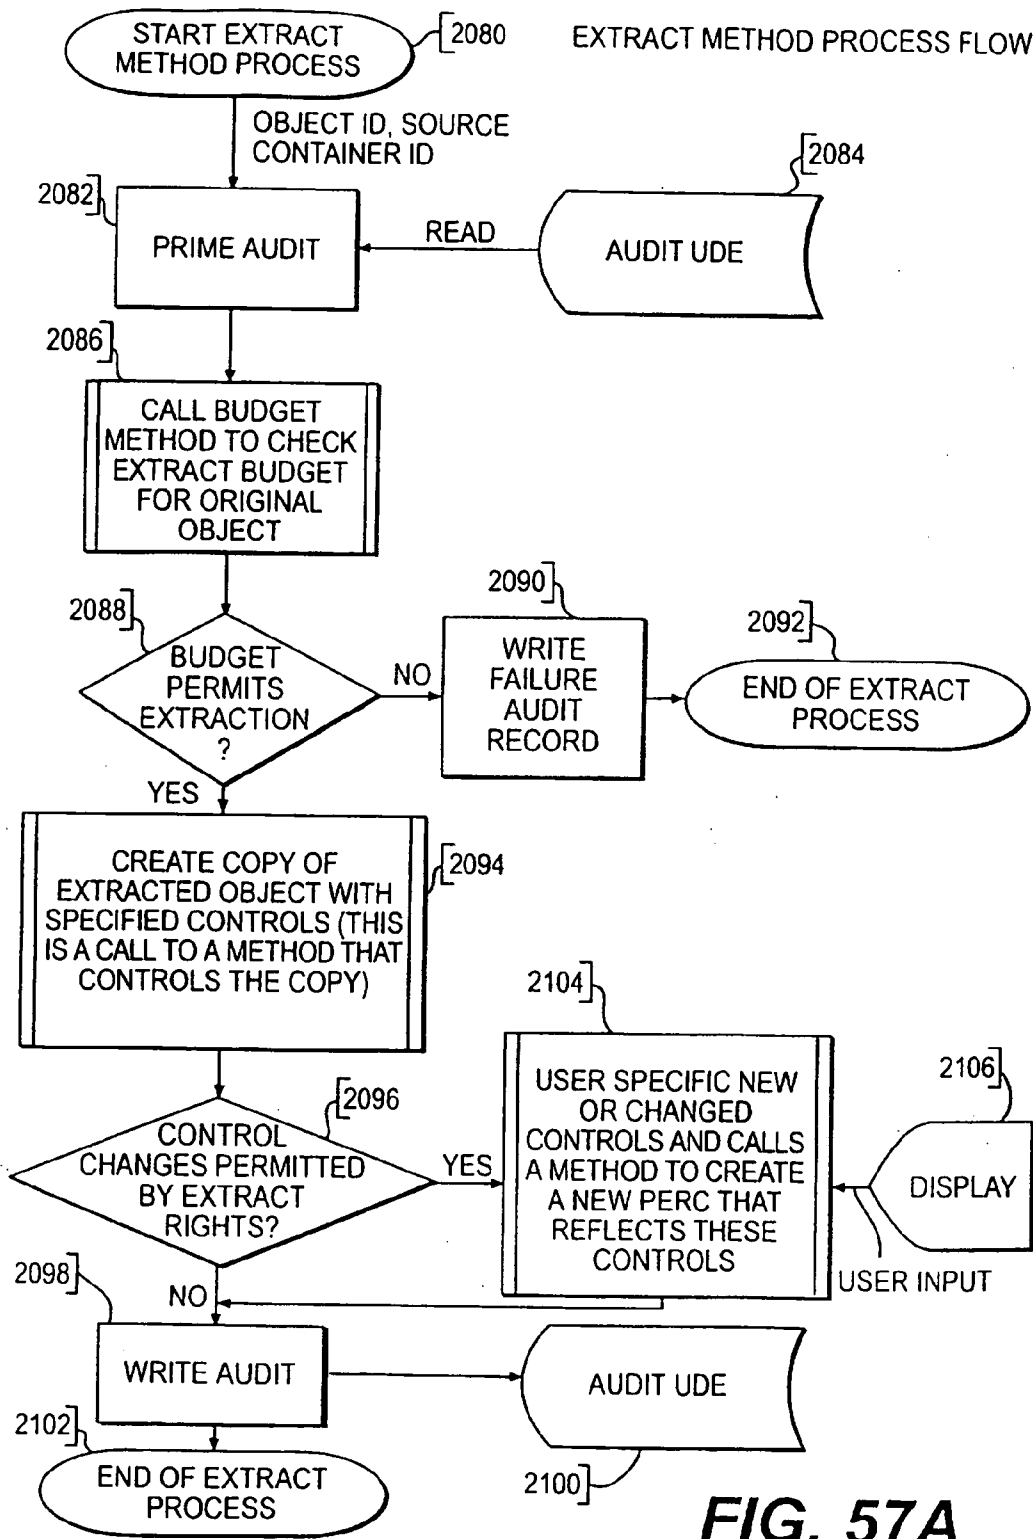 START EXTRACT
METHOD PROCESS
2080
EXTRACT METHOD PROCESS FLOW
OBJECT ID, SOURCE
CONTAINER ID
2082
PRIME AUDIT
READ
2084
AUDIT UDE
2086
CALL BUDGET
METHOD TO CHECK
EXTRACT BUDGET
FOR ORIGINAL
OBJECT
2088
BUDGET
PERMITS
EXTRACTION
?
NO
2090
WRITE
FAILURE
AUDIT
RECORD
2092
END OF EXTRACT
PROCESS
YES
CREATE COPY OF
EXTRACTED OBJECT WITH
SPECIFIED CONTROLS (THIS
IS A CALL TO A METHOD THAT
CONTROLS THE COPY)
2094
2096
CONTROL
CHANGES PERMITTED
BY EXTRACT
RIGHTS?
YES
2104
USER SPECIFIC NEW
OR CHANGED
CONTROLS AND CALLS
A METHOD TO CREATE
A NEW PERC THAT
REFLECTS THESE
CONTROLS
2106
DISPLAY
USER INPUT
NO
2098
WRITE AUDIT
AUDIT UDE
2100
2102
END OF EXTRACT
PROCESS
FIG. 57A